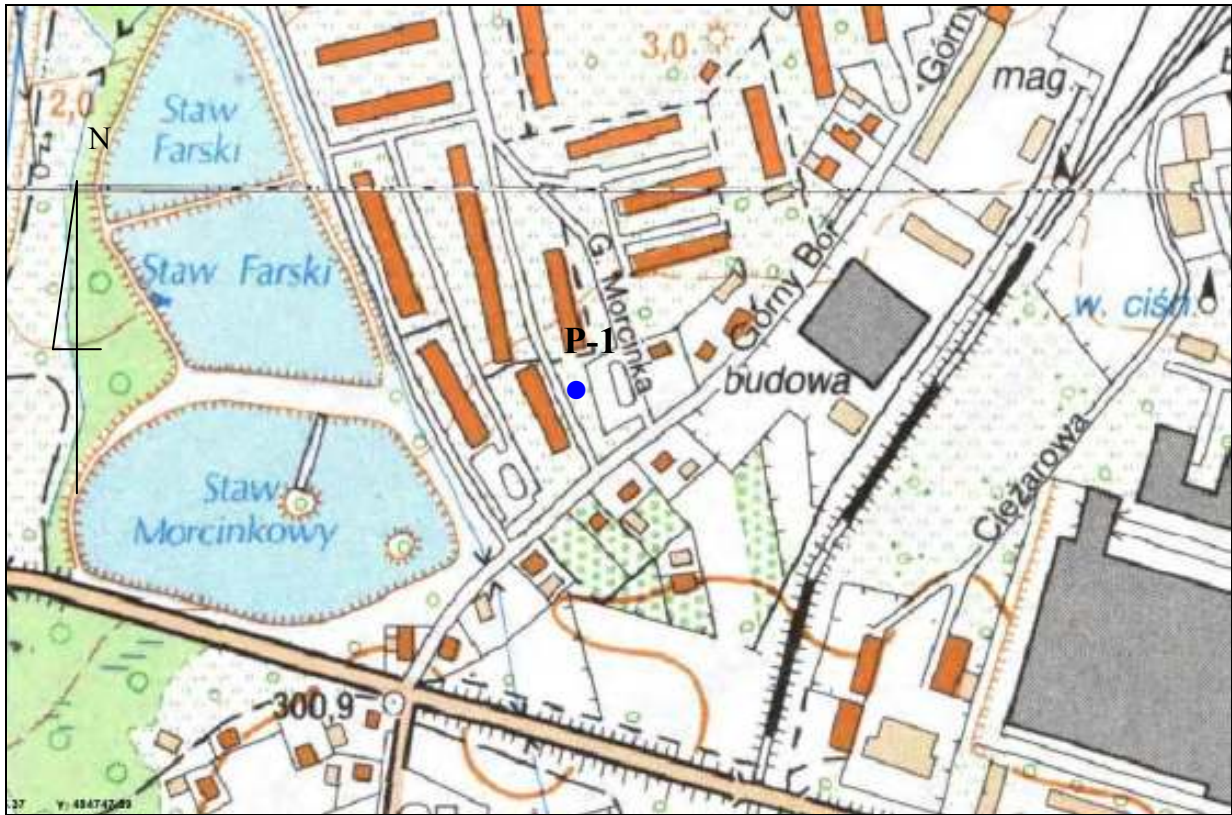 Górny
3,0
mag.
2,0
Staw
Farski
N
Staw Farski
G. Morcinka
Górny Bór
w. ciśn.
P-1
budowa
Ciężarowa
Staw
Morcinkowy
300,9